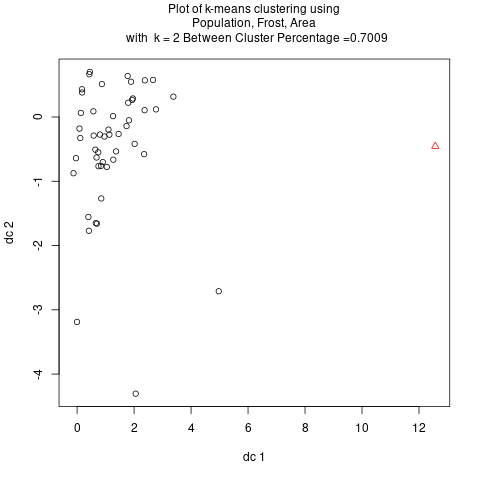 Plot of k-means clustering using
Population, Frost, Area
with k = 2 Between Cluster Percentage =0.7009
0
-1
-2
-3
-4
dc 2
0 2 4 6 8 10 12
dc 1